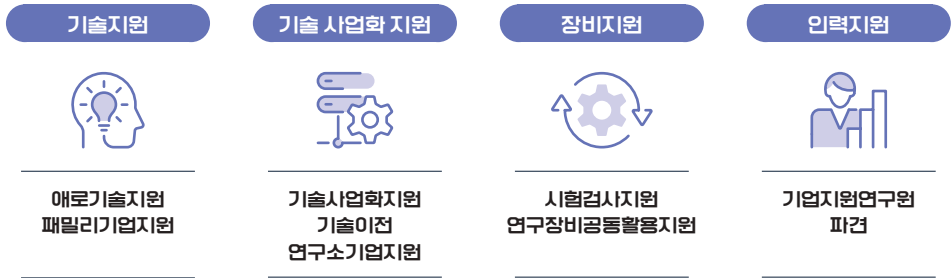 기술지원
애로기술지원
패밀리기업지원
기술 사업화 지원
기술사업화지원
기술이전
연구소기업지원
장비지원
시험검사지원
연구장비공동활용지원
인력지원
기업지원연구원
파견